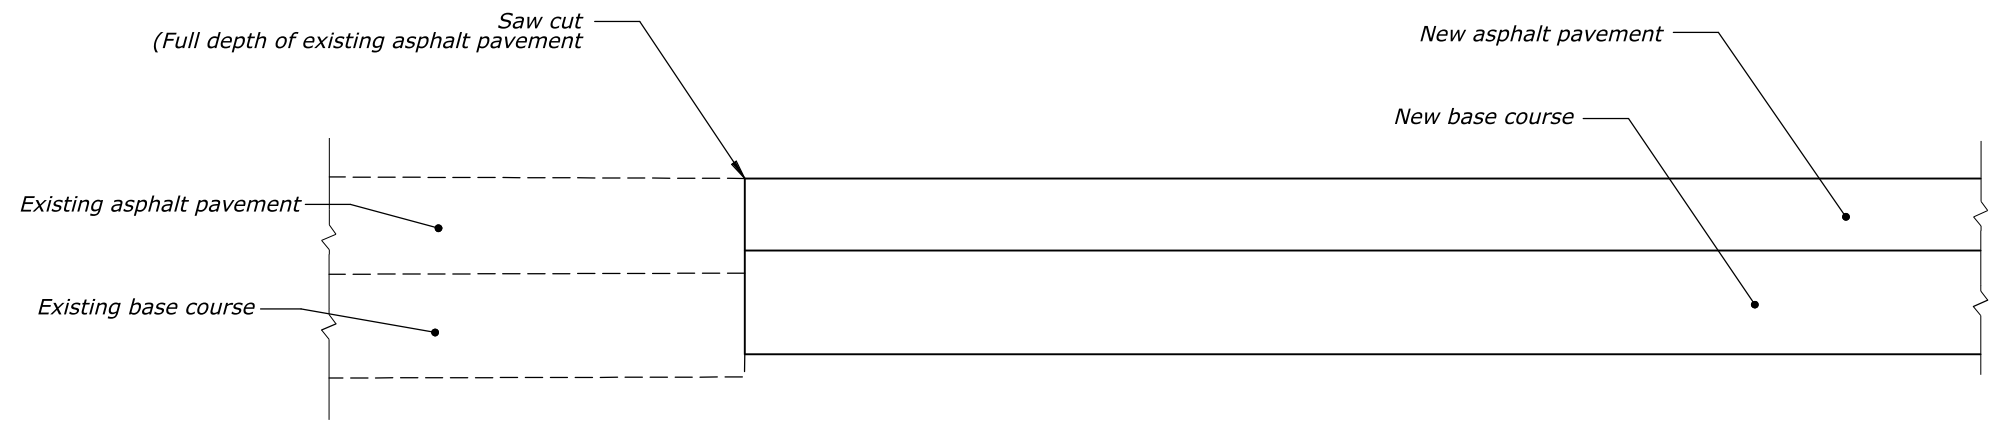 Saw cut
(Full depth of existing asphalt pavement
New asphalt pavement
New base course
Existing asphalt pavement
Existing base course